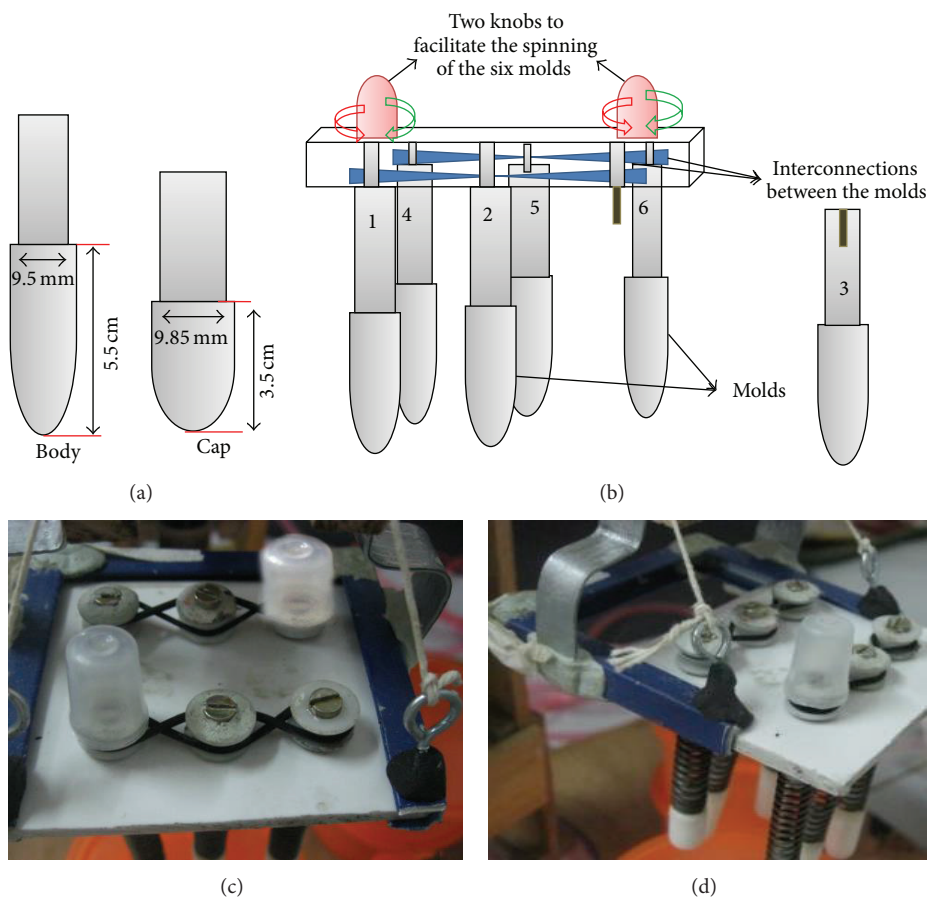 Two knobs to
facilitate the spinning
of the six molds
Interconnections
between the molds
9.5 mm
5.5 cm
Body
9.85 mm
3.5 cm
Cap
1
4
2
5
6
3
Molds
(a)
(b)
(c)
(d)